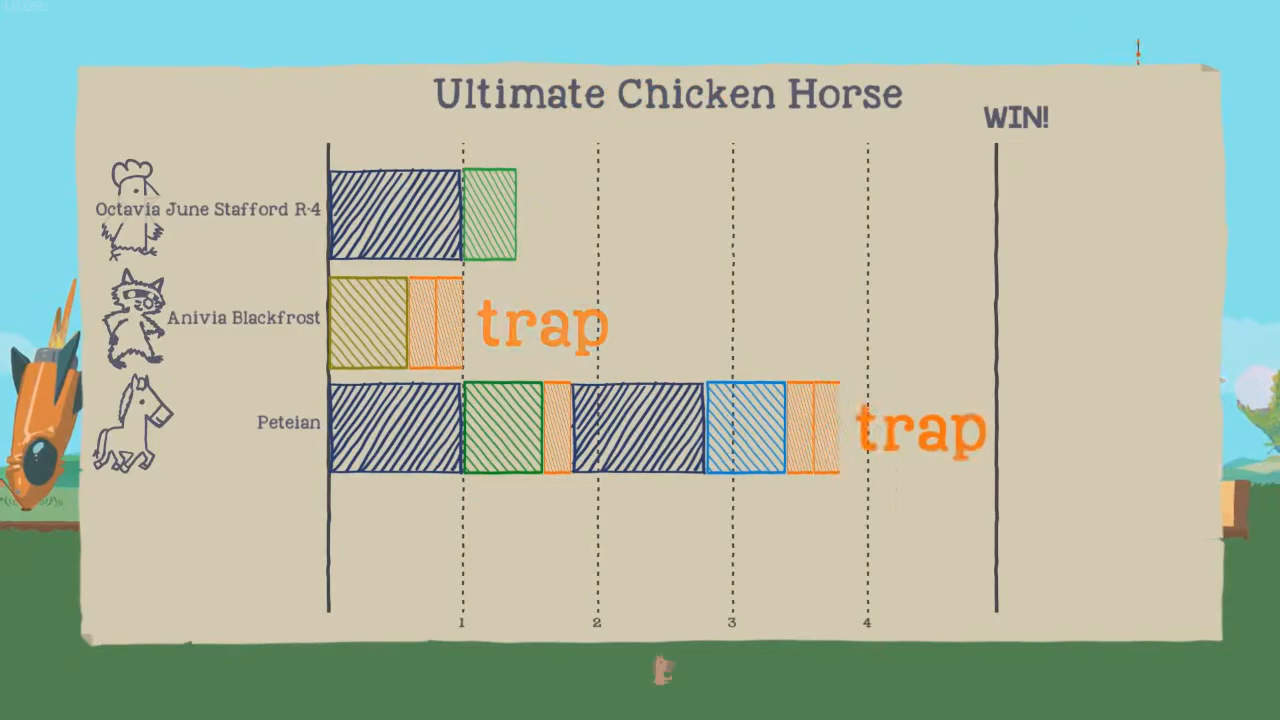 Ultimate Chicken Horse
WIN!
Octavia June Stafford R-4
Anivia Blackfrost
trap
Peteian
trap
1 2 3 4